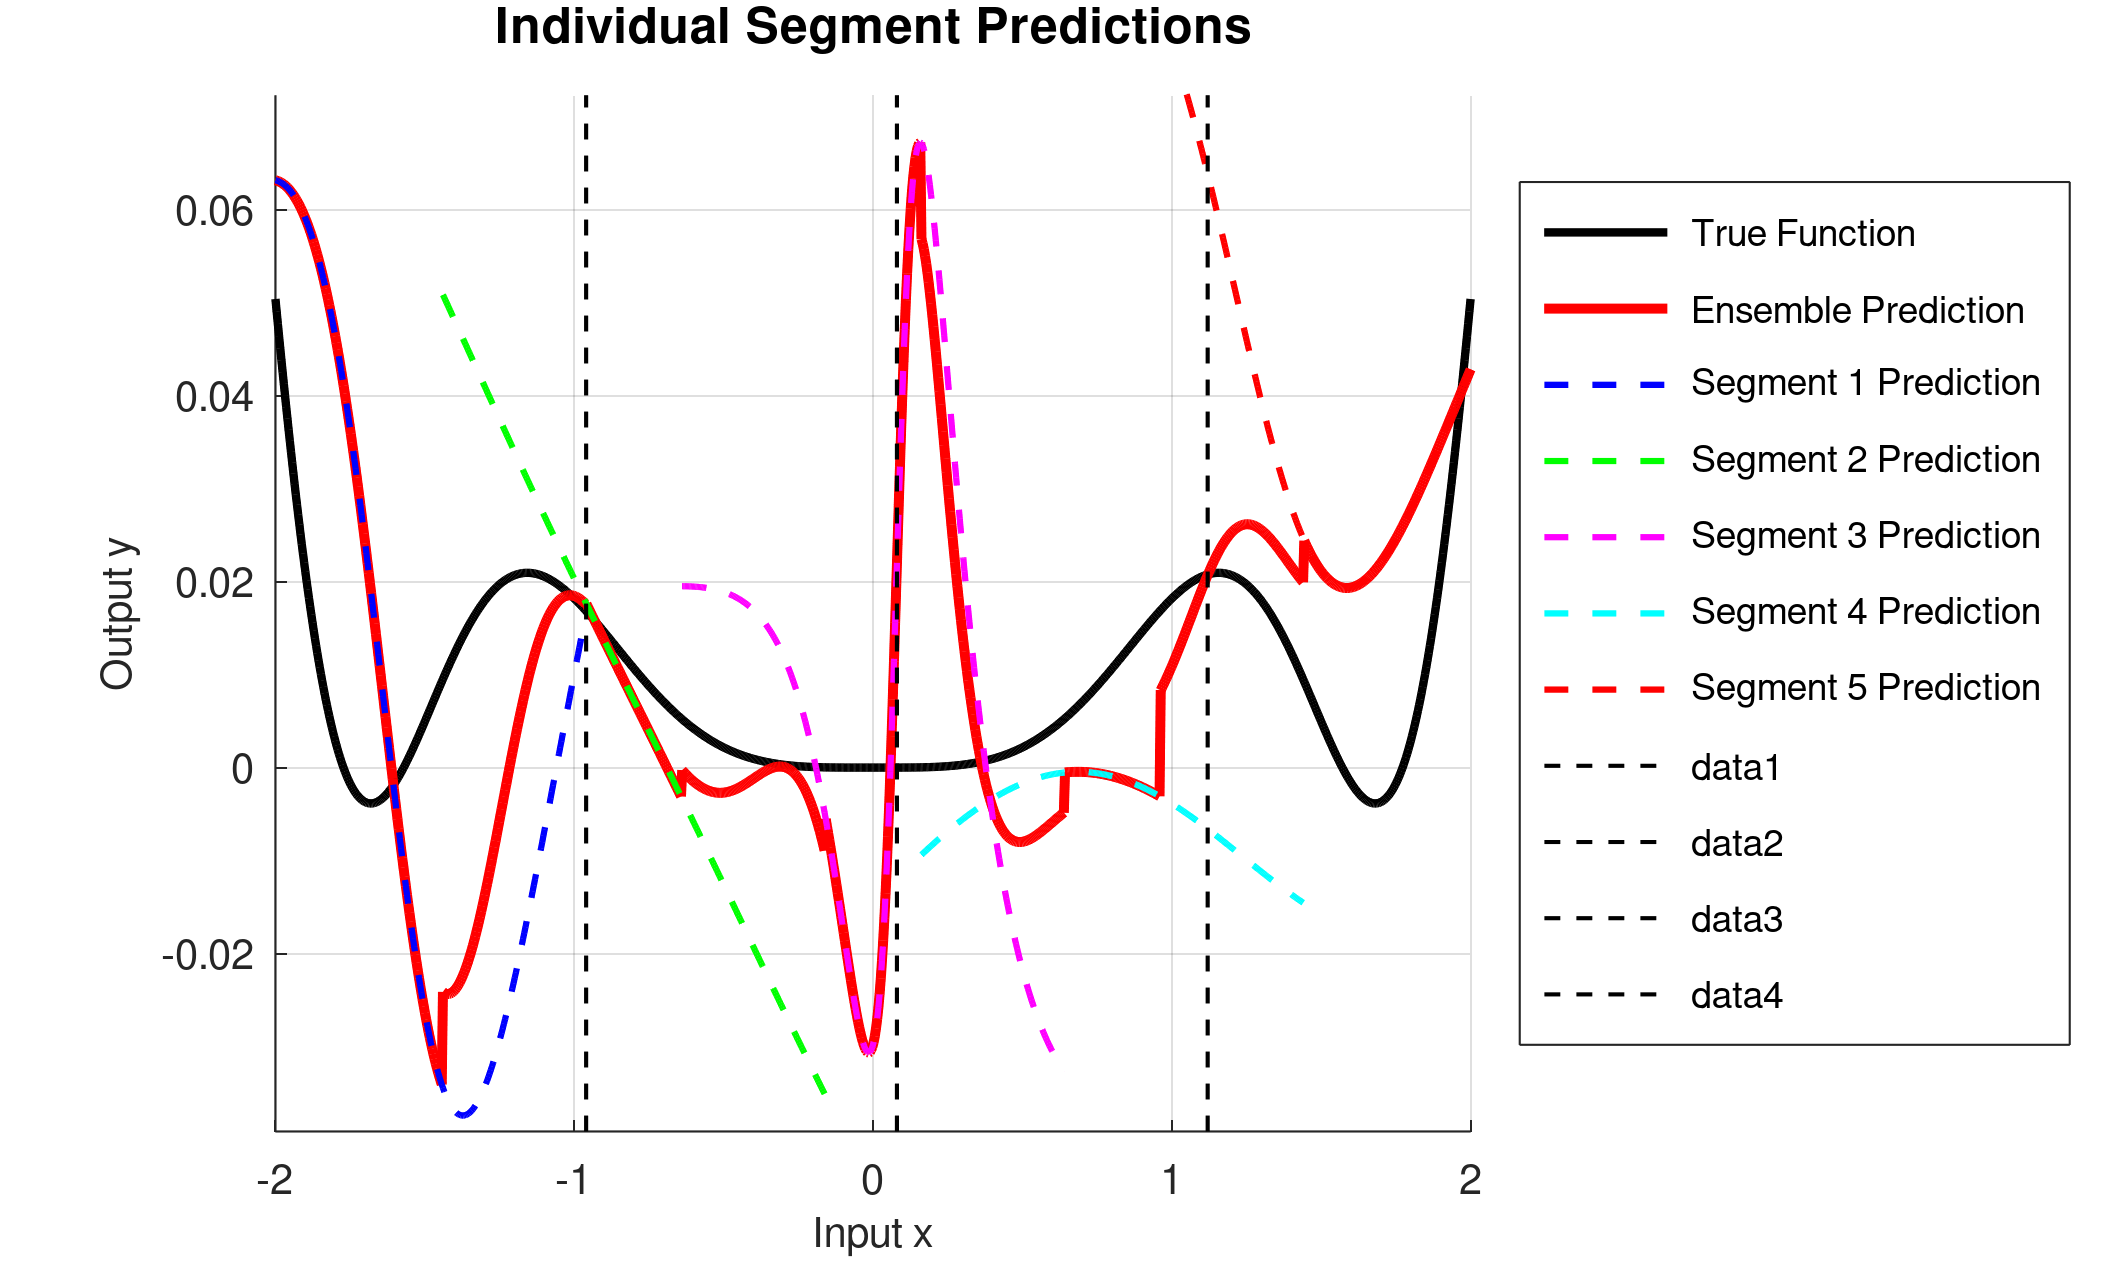 Individual Segment Predictions
0.06
0.04
0.02
0
-0.02
Output y
-2
-1
0
1
2
Input x
True Function
Ensemble Prediction
Segment 1 Prediction
Segment 2 Prediction
Segment 3 Prediction
Segment 4 Prediction
Segment 5 Prediction
data1
data2
data3
data4